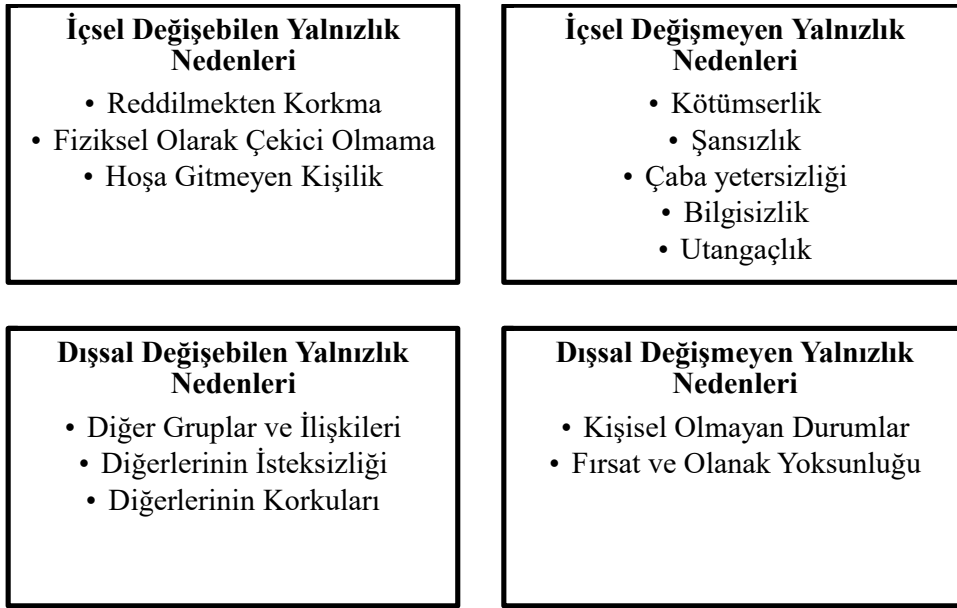 İçsel Değişebilen Yalnızlık
Nedenleri
• Reddilmekten Korkma
• Fiziksel Olarak Çekici Olmama
• Hoşa Gitmeyen Kişilik
İçsel Değişmeyen Yalnızlık
Nedenleri
• Kötümserlik
• Şansızlık
• Çaba yetersizliği
• Bilgisizlik
• Utangaçlık
Dışsal Değişebilen Yalnızlık
Nedenleri
• Diğer Gruplar ve İlişkileri
• Diğerlerinin İsteksizliği
• Diğerlerinin Korkuları
Dışsal Değişmeyen Yalnızlık
Nedenleri
• Kişisel Olmayan Durumlar
• Fırsat ve Olanak Yoksunluğu